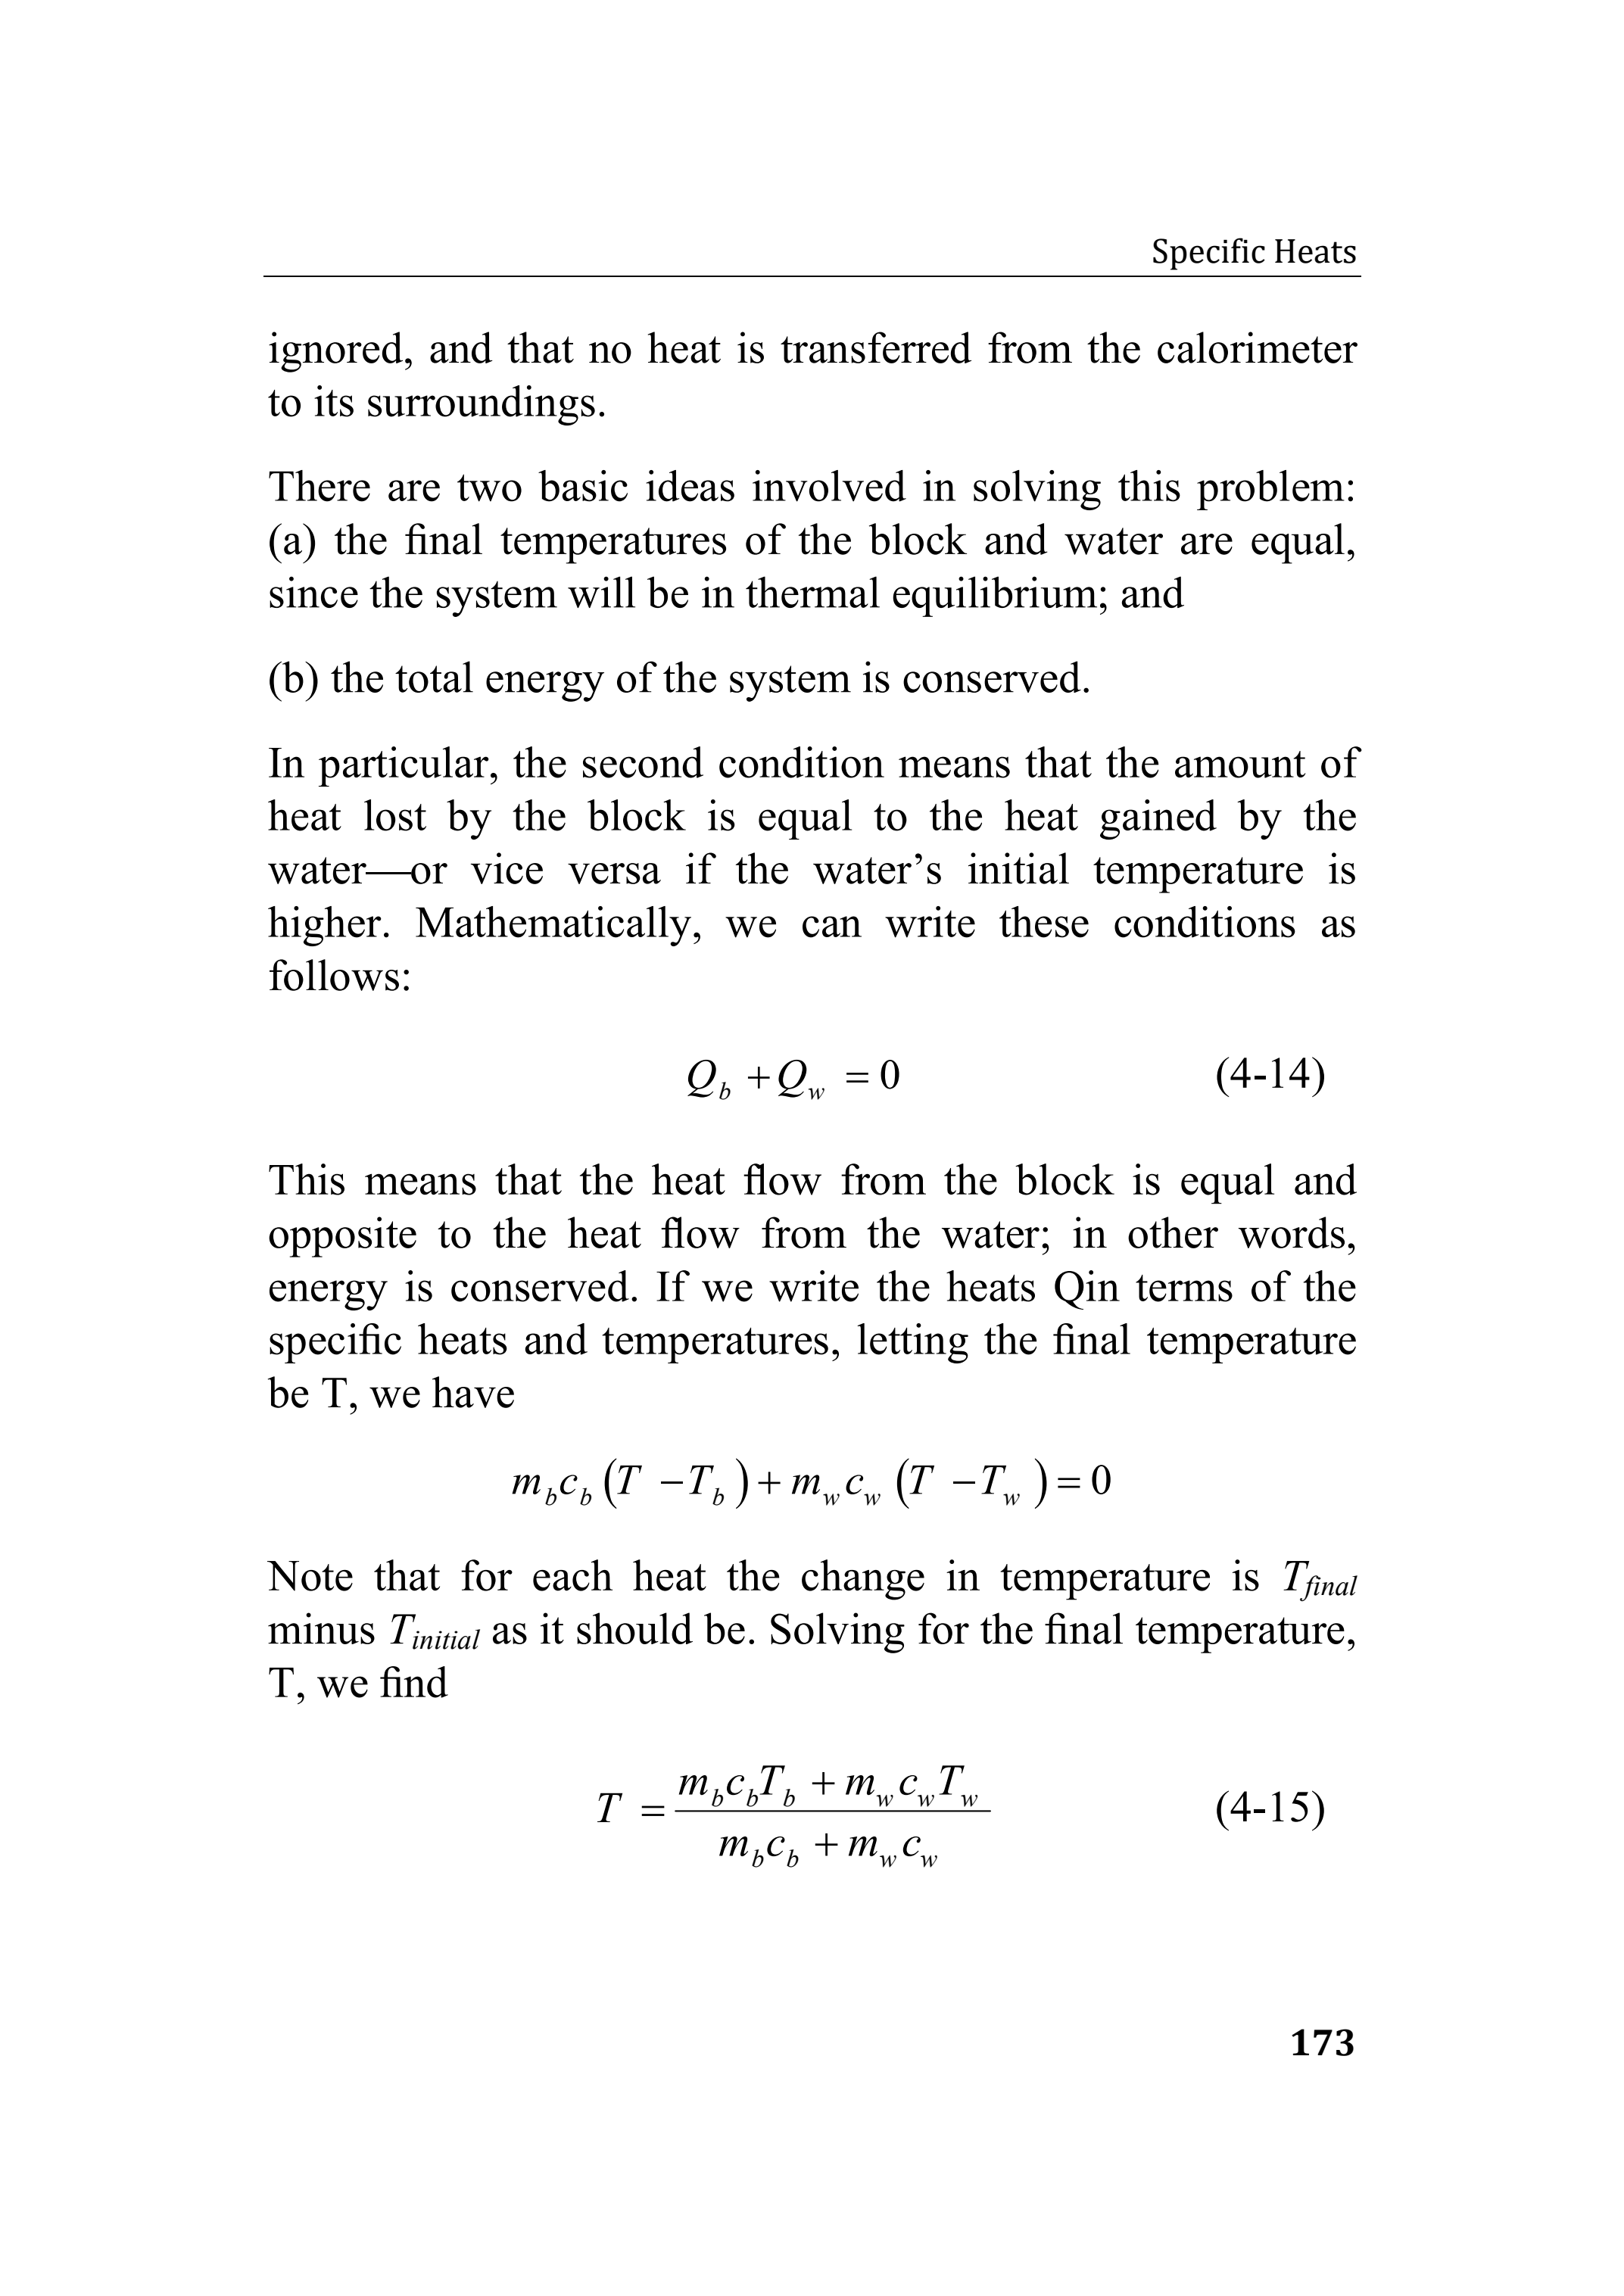 Specific Heats
ignored, and that no heat is transferred from the calorimeter
to its surroundings.
There are two basic ideas involved in solving this problem:
(a) the final temperatures of the block and water are equal,
since the system will be in thermal equilibrium; and
(b) the total energy of the system is conserved.
In particular, the second condition means that the amount of
heat lost by the block is equal to the heat gained by the
water—or vice versa if the water’s initial temperature is
higher. Mathematically, we can write these conditions as
follows:
Q_b + Q_w = 0 (4-14)
This means that the heat flow from the block is equal and
opposite to the heat flow from the water; in other words,
energy is conserved. If we write the heats Qin terms of the
specific heats and temperatures, letting the final temperature
be T, we have
m_b c_b (T − T_b) + m_w c_w (T − T_w) = 0
Note that for each heat the change in temperature is T_final
minus T_initial as it should be. Solving for the final temperature,
T, we find
T = \frac{m_b c_b T_b + m_w c_w T_w}{m_b c_b + m_w c_w} (4-15)
173